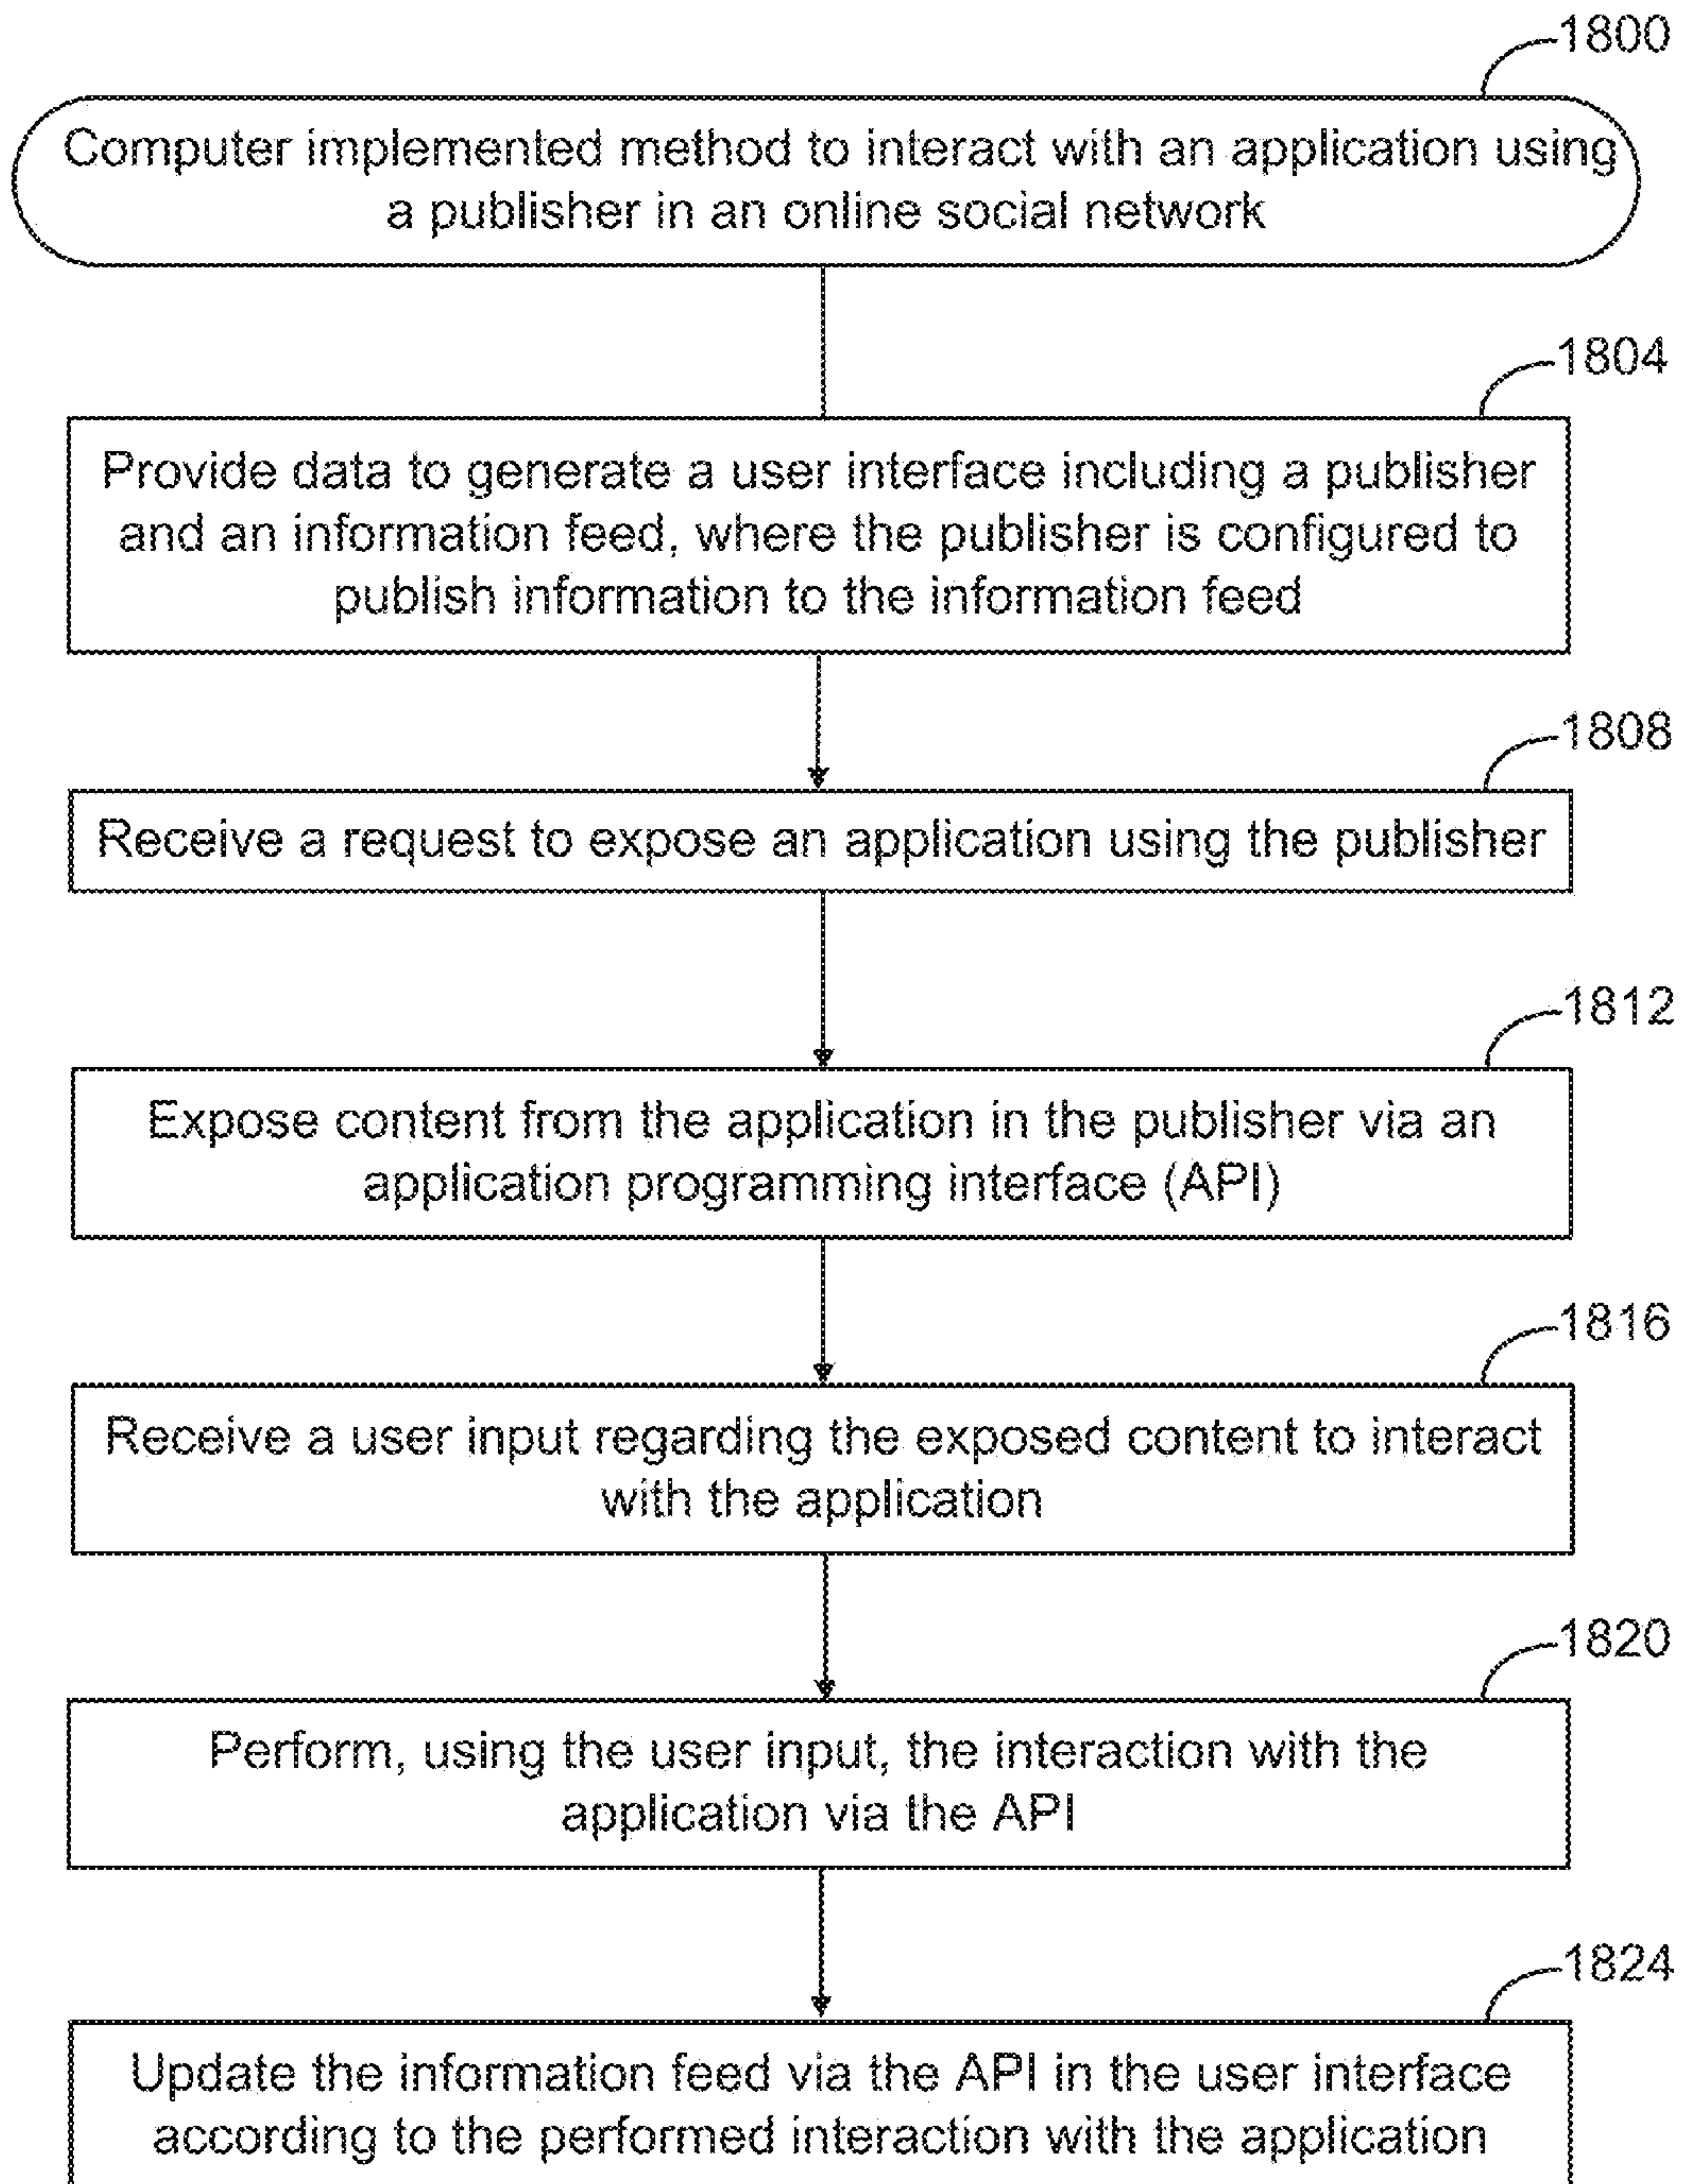 1800
Computer implemented method to interact with an application using
a publisher in an online social network
1804
Provide data to generate a user interface including a publisher
and an information feed, where the publisher is configured to
publish information to the information feed
1808
Receive a request to expose an application using the publisher
1812
Expose content from the application in the publisher via an
application programming interface (API)
1816
Receive a user input regarding the exposed content to interact
with the application
1820
Perform, using the user input, the interaction with the
application via the API
1824
Update the information feed via the API in the user interface
according to the performed interaction with the application